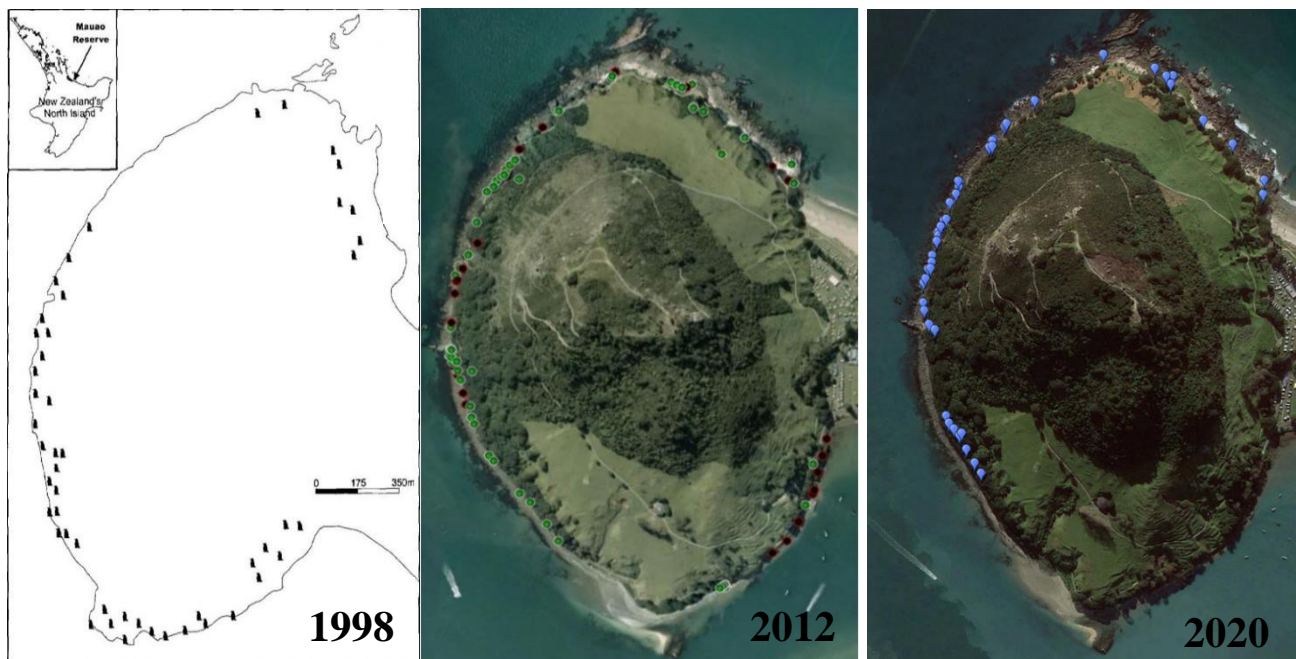 Mauao
Reserve
New Zealand's
North Island
0 175 350m
1998
2012
2020